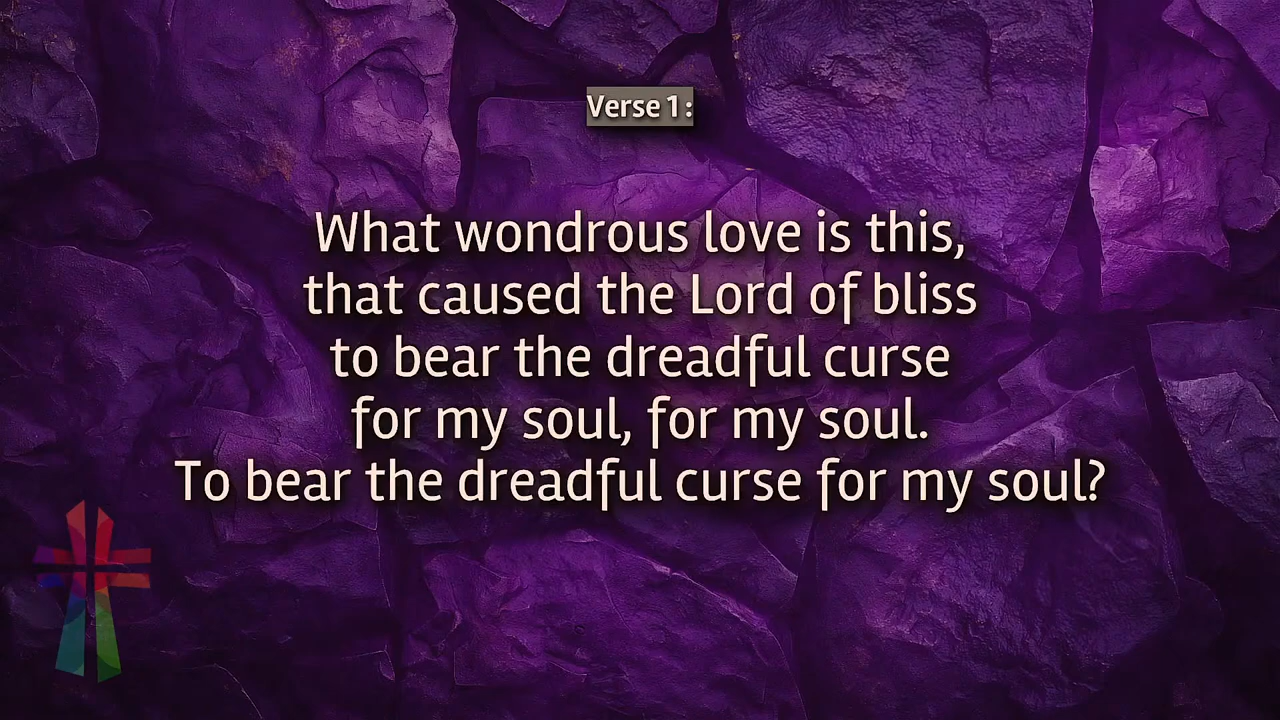 Verse 1:
What wondrous love is this,
that caused the Lord of bliss
to bear the dreadful curse
for my soul, for my soul.
To bear the dreadful curse for my soul?